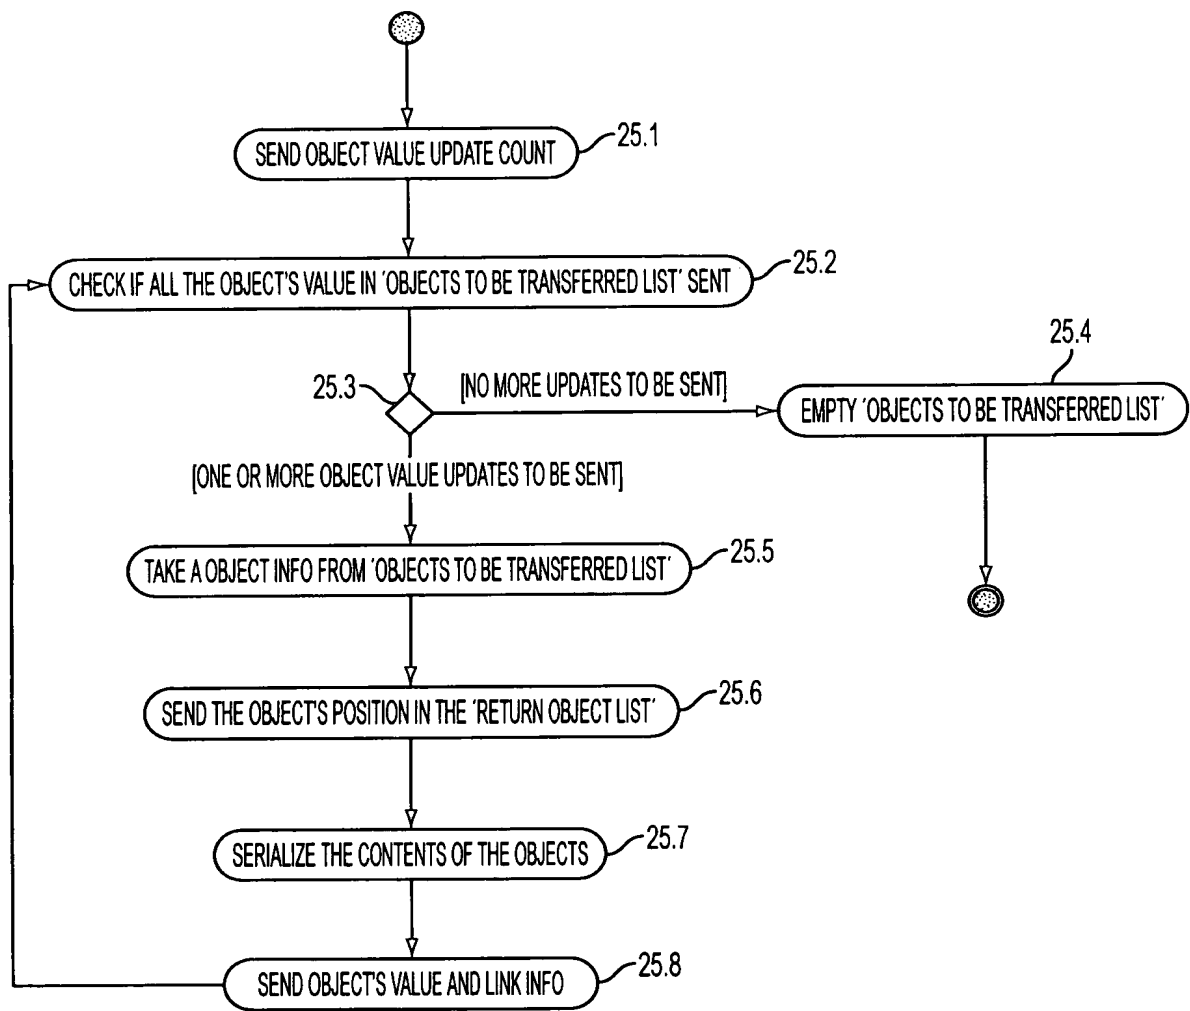 SEND OBJECT VALUE UPDATE COUNT
25.1
CHECK IF ALL THE OBJECT'S VALUE IN 'OBJECTS TO BE TRANSFERRED LIST' SENT
25.2
25.3
[NO MORE UPDATES TO BE SENT]
25.4
EMPTY 'OBJECTS TO BE TRANSFERRED LIST'
[ONE OR MORE OBJECT VALUE UPDATES TO BE SENT]
TAKE A OBJECT INFO FROM 'OBJECTS TO BE TRANSFERRED LIST'
25.5
SEND THE OBJECT'S POSITION IN THE 'RETURN OBJECT LIST'
25.6
SERIALIZE THE CONTENTS OF THE OBJECTS
25.7
SEND OBJECT'S VALUE AND LINK INFO
25.8